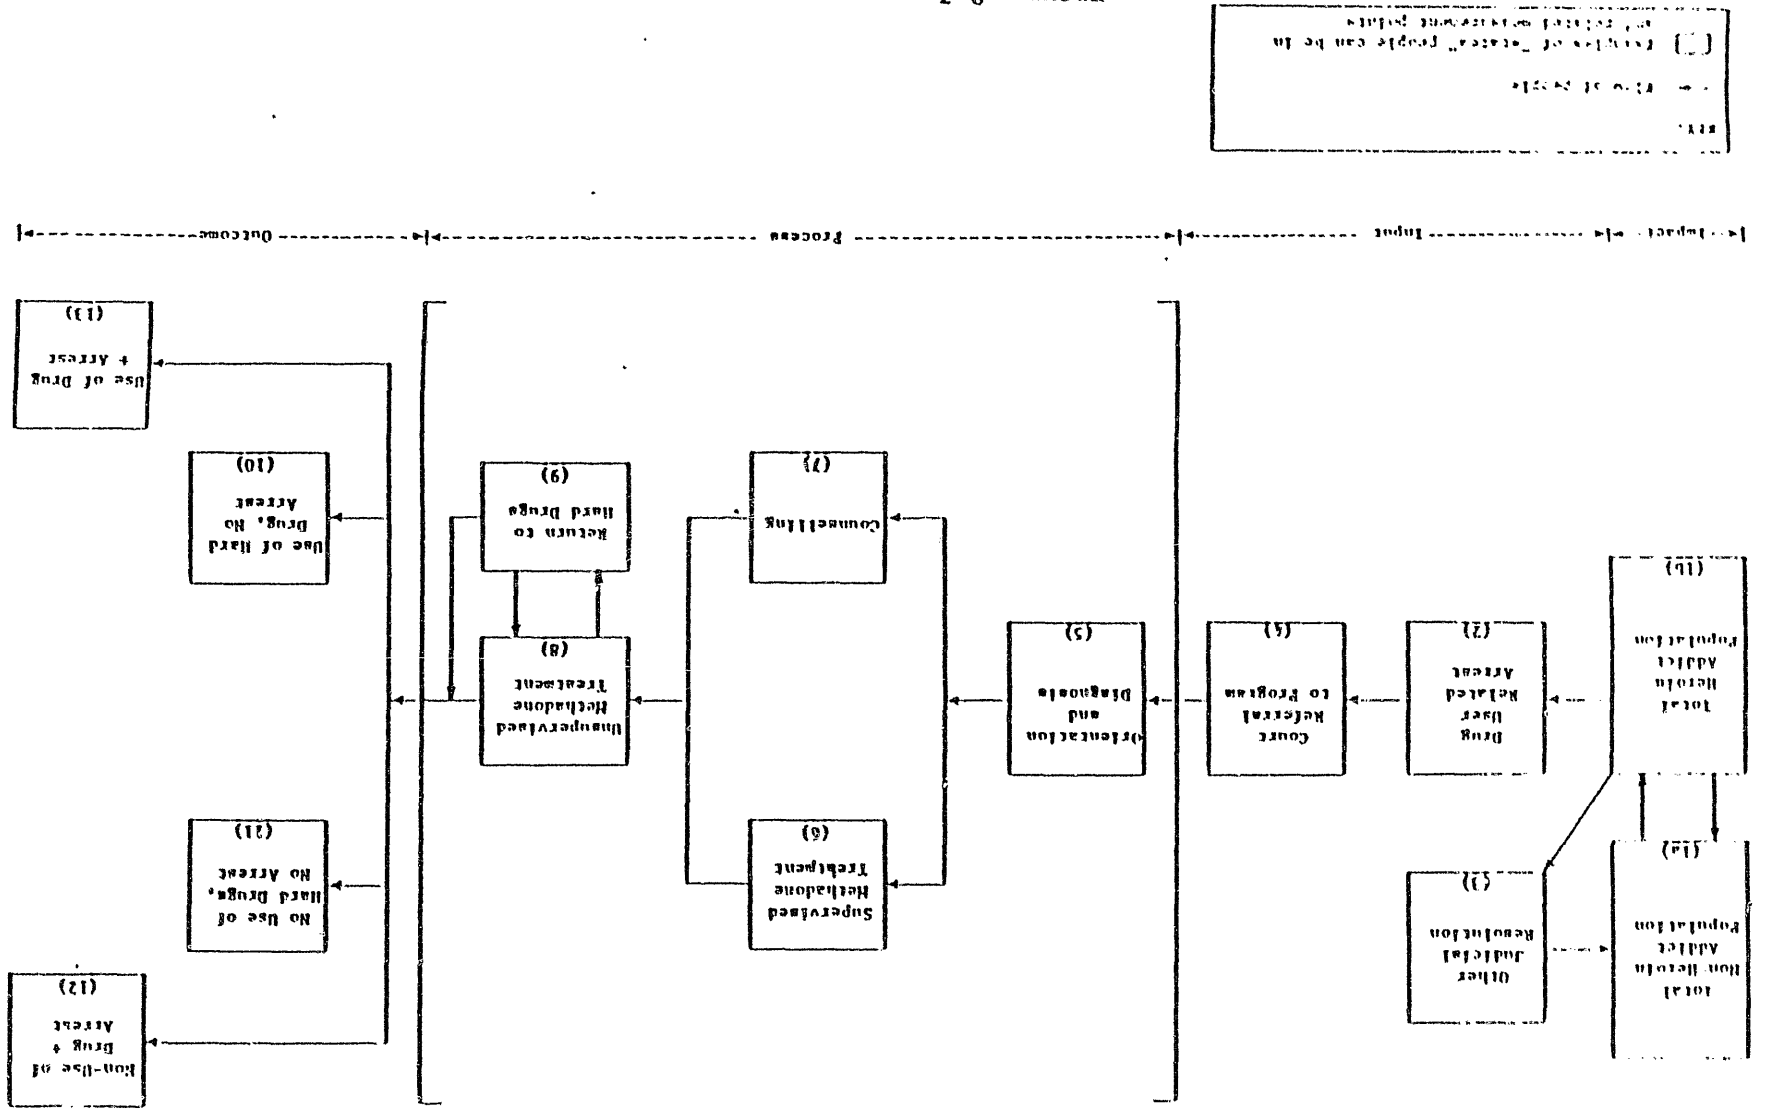 Total
Non-Heroin
Addict
Population
(1a)
Other
Judicial
Resolution
(3)
Total
Heroin
Addict
Population
(1b)
Drug
User
Related
Arrest
(2)
Court
Referral
to Program
(4)
Orientation
and
Diagnosis
(5)
Supervised
Methadone
Treatment
(6)
Counselling
(7)
Unsupervised
Methadone
Treatment
(8)
Return to
Hard Drugs
(9)
Non-Use of
Drug +
Arrest
(12)
No Use of
Hard Drugs,
No Arrest
Use of Hard
Drug, No
Arrest
(10)
Use of Drug
+ Arrest
(13)
Impact
Input
Process
Outcome
KEY:
Flow of people
Examples of "states" people can be in
related measurement points